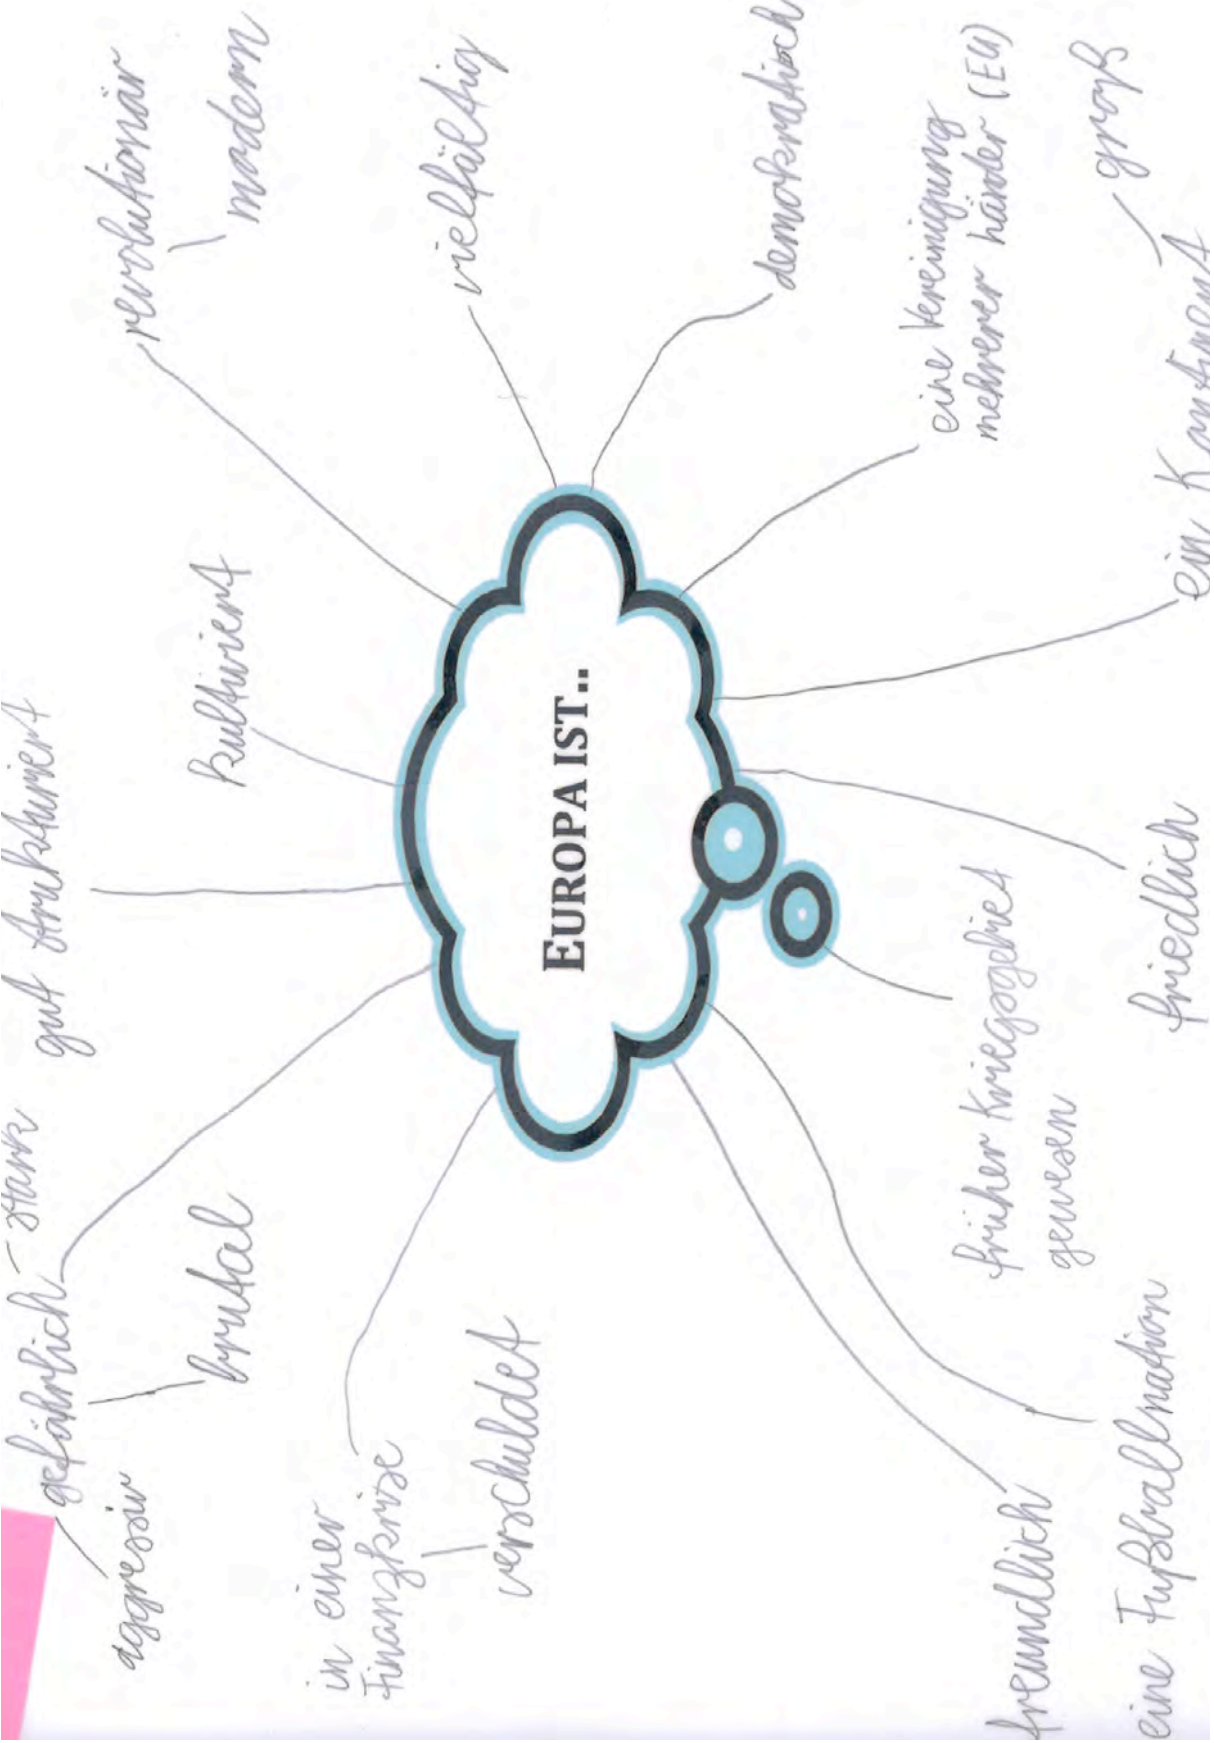 stark
gut strukturiert
gefährlich
aggresiv
brutal
kultiviert
revolutionär
modern
in einer
Finanzkrise
verschuldet
vielfältig
EUROPA IST..
demokratisch
eine Vereinigung
mehrerer Länder (EU)
früher Kriegsgebiet
gewesen
freundlich
eine Fußballnation
friedlich
ein Kontinent
groß